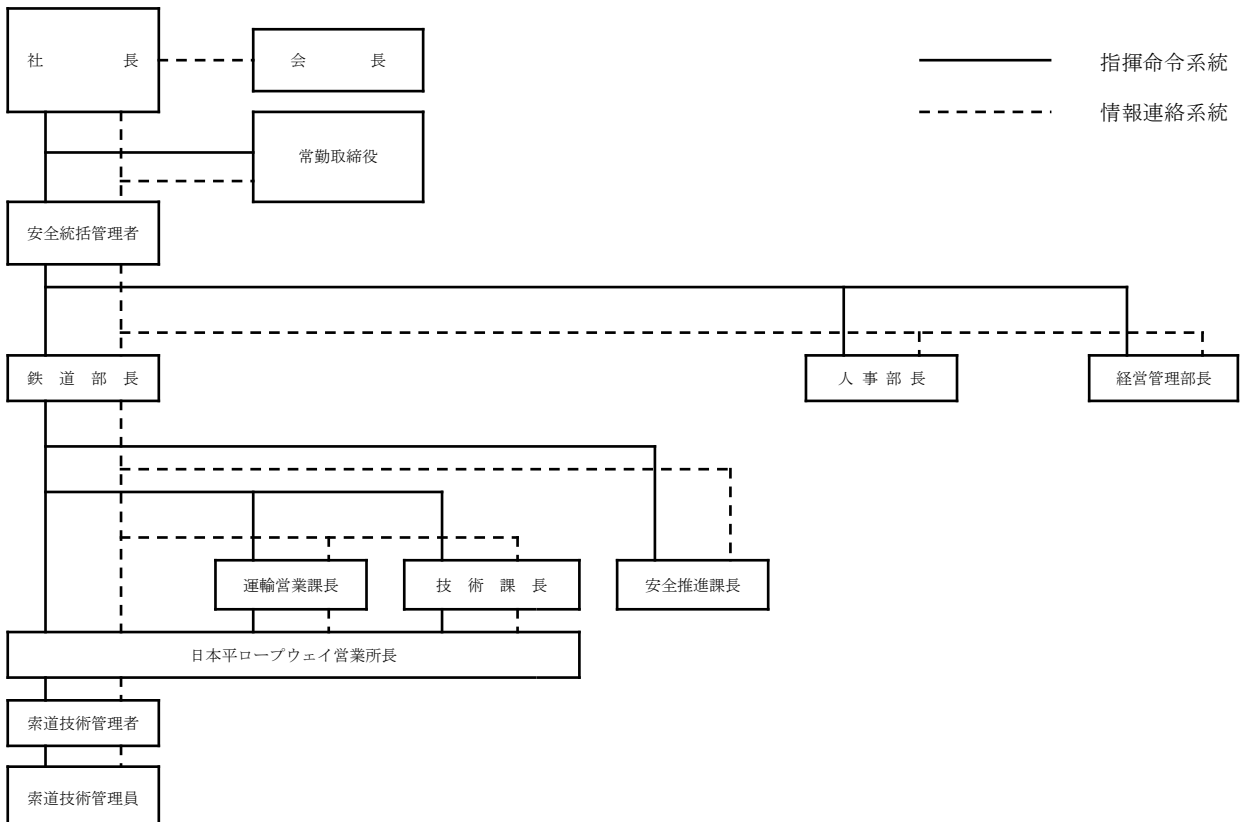 社長
会長
指揮命令系統
情報連絡系統
常勤取締役
安全統括管理者
鉄道部長
人事部長
経営管理部長
運輸営業課長
技術課長
安全推進課長
日本平ロープウェイ営業所長
索道技術管理者
索道技術管理員